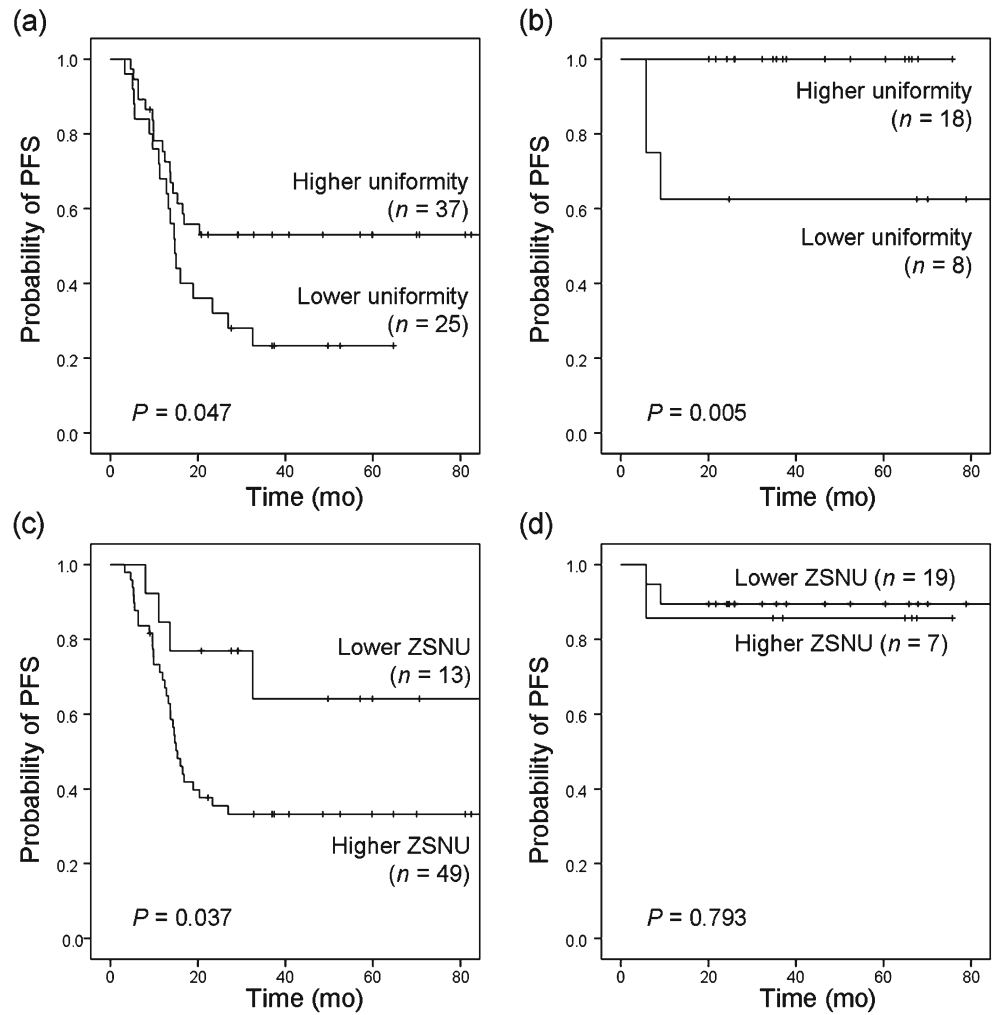 (a)
1.0
0.8
0.6
0.4
0.2
0.0
Probability of PFS
Higher uniformity
(n = 37)
Lower uniformity
(n = 25)
P = 0.047
0 20 40 60 80
Time (mo)
(b)
1.0
0.8
0.6
0.4
0.2
0.0
Probability of PFS
Higher uniformity
(n = 18)
Lower uniformity
(n = 8)
P = 0.005
0 20 40 60 80
Time (mo)
(c)
1.0
0.8
0.6
0.4
0.2
0.0
Probability of PFS
Lower ZSNU
(n = 13)
Higher ZSNU
(n = 49)
P = 0.037
0 20 40 60 80
Time (mo)
(d)
1.0
0.8
0.6
0.4
0.2
0.0
Probability of PFS
Lower ZSNU (n = 19)
Higher ZSNU (n = 7)
P = 0.793
0 20 40 60 80
Time (mo)